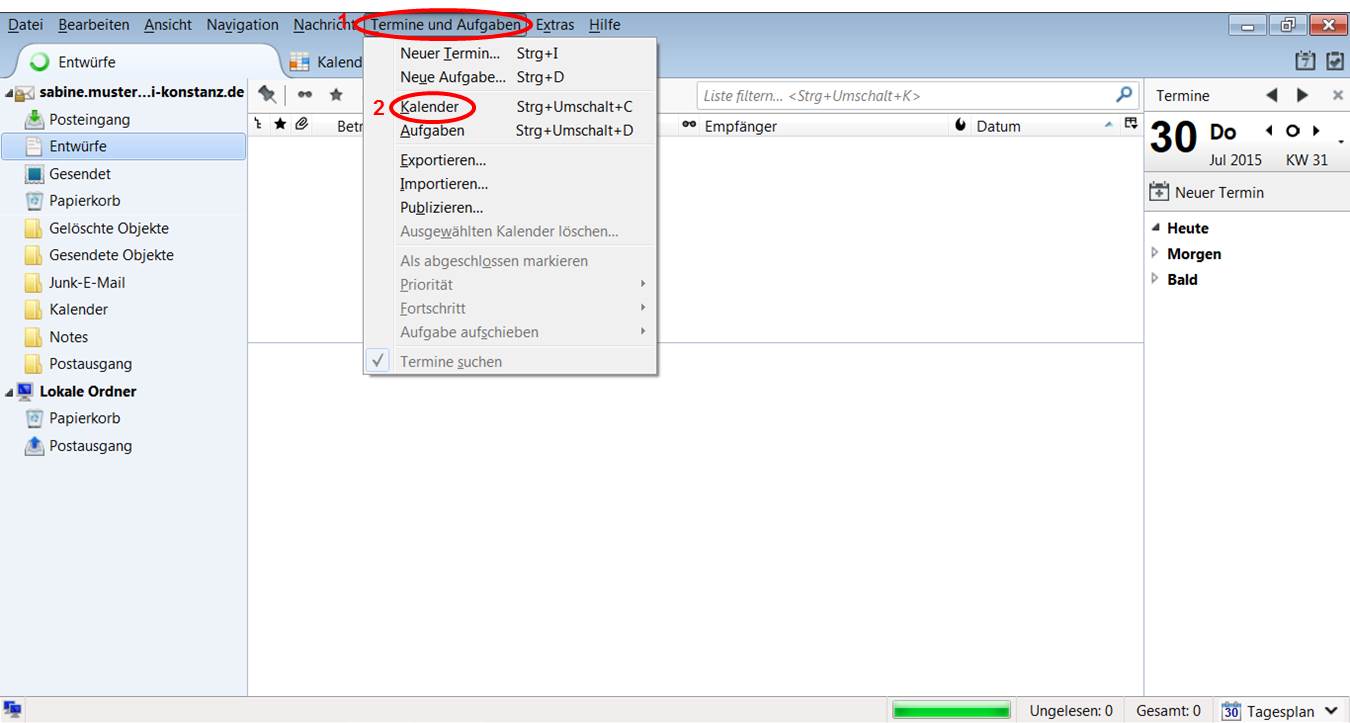 Datei Bearbeiten Ansicht Navigation Nachricht Termine und Aufgaben Extras Hilfe
1
Entwürfe
Kalend
7
sabine.muster...i-konstanz.de
Posteingang
Entwürfe
Gesendet
Papierkorb
Gelöschte Objekte
Gesendete Objekte
Junk-E-Mail
Kalender
Notes
Postausgang
Lokale Ordner
Papierkorb
Postausgang
Neuer Termin... Strg+I
Neue Aufgabe... Strg+D
2 Kalender Strg+Umschalt+C
Aufgaben Strg+Umschalt+D
Exportieren...
Importieren...
Publizieren...
Ausgewählten Kalender löschen...
Als abgeschlossen markieren
Priorität
Fortschritt
Aufgabe aufschieben
Termine suchen
Liste filtern... <Strg+Umschalt+K>
Betr
Empfänger
Datum
Termine
30 Do
Jul 2015 KW 31
Neuer Termin
Heute
Morgen
Bald
Ungelesen: 0 Gesamt: 0 30 Tagesplan